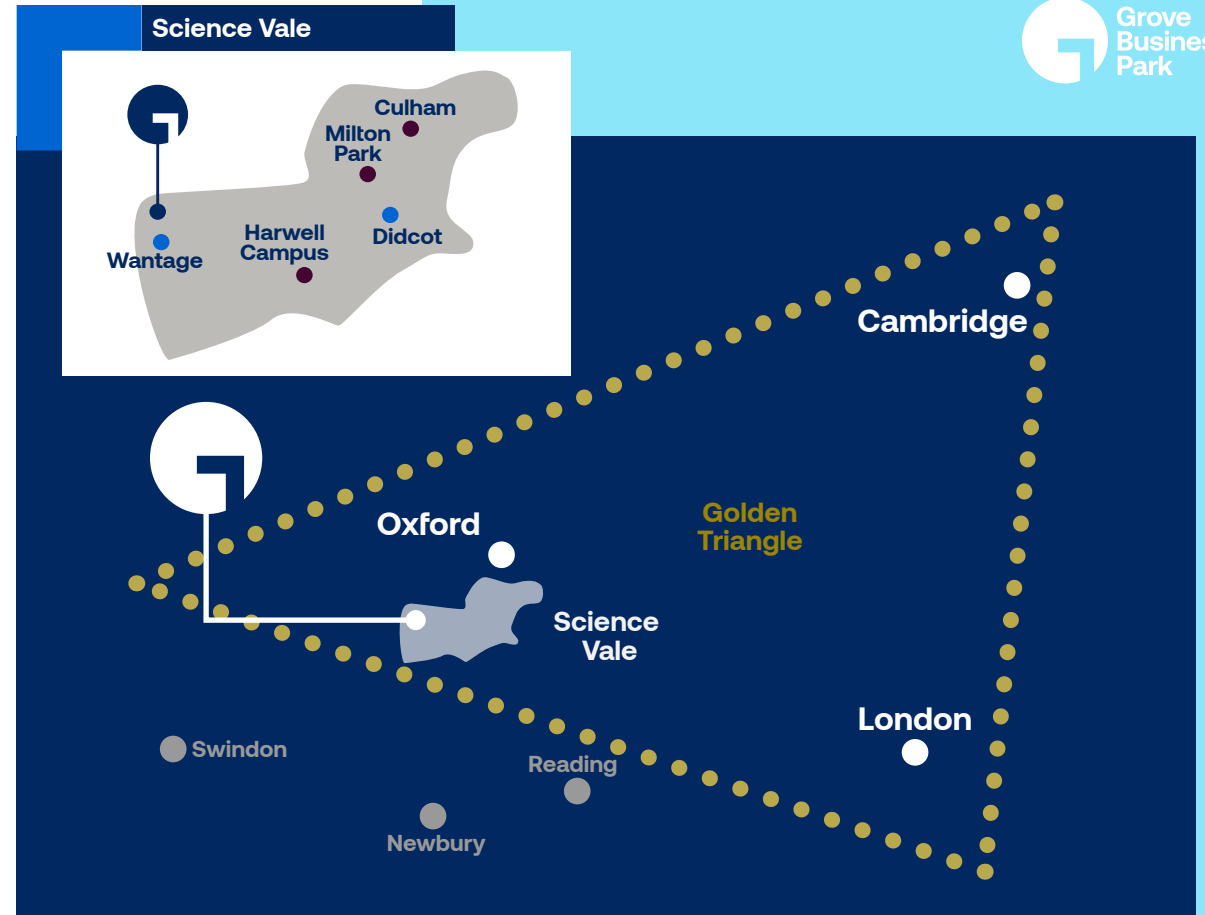 Science Vale
Grove
Busines
Park
Culham
Milton
Park
Harwell
Campus
Didcot
Wantage
Cambridge
Golden
Triangle
Oxford
Science
Vale
London
Swindon
Reading
Newbury